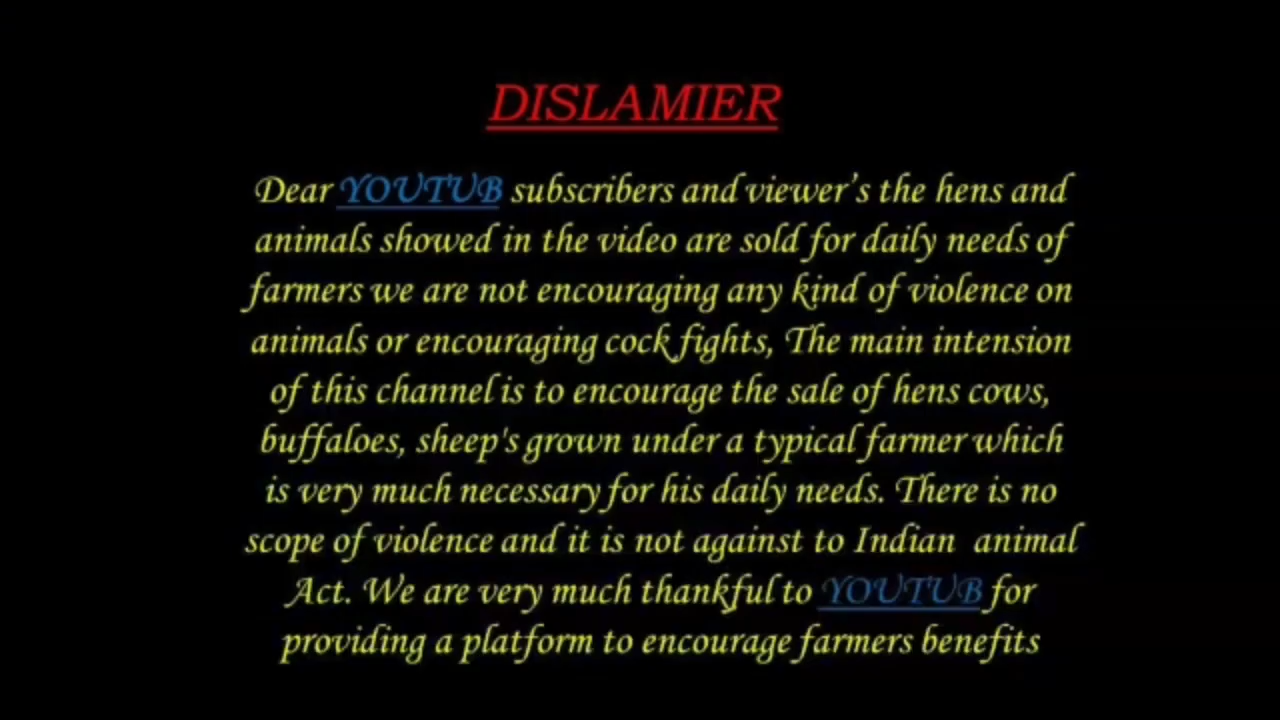 DISLAMIER
Dear YOUTUB subscribers and viewer's the hens and
animals showed in the video are sold for daily needs of
farmers we are not encouraging any kind of violence on
animals or encouraging cock fights, The main intension
of this channel is to encourage the sale of hens cows,
buffaloes, sheep's grown under a typical farmer which
is very much necessary for his daily needs. There is no
scope of violence and it is not against to Indian animal
Act. We are very much thankful to YOUTUB for
providing a platform to encourage farmers benefits